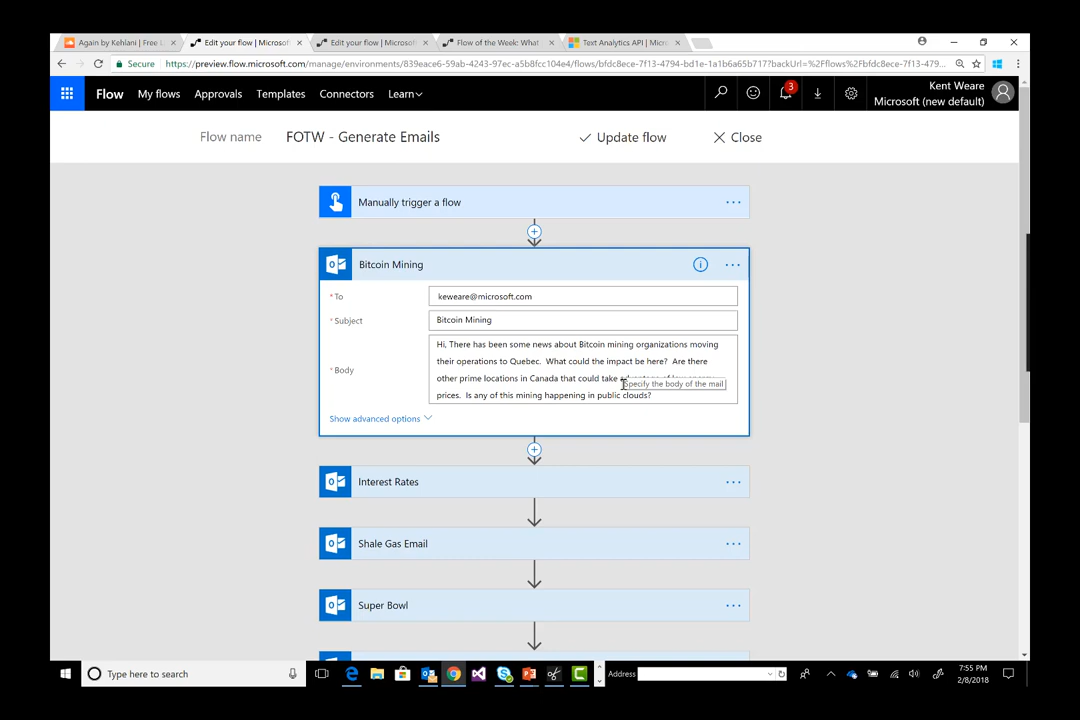 Again by Kehlani | Free L
Edit your flow | Microsof
Edit your flow | Microsof
Flow of the Week: What
Text Analytics API | Micr
Secure
https://preview.flow.microsoft.com/manage/environments/839eace6-59ab-4243-97ec-a5b8fcc104e4/flows/bfdc8ece-7f13-4794-bd1e-1a1b6a65b717?backUrl=%2Fflows%2Fbfdc8ece-7f13-479...
Flow
My flows
Approvals
Templates
Connectors
Learn
3
Kent Weare
Microsoft (new default)
Flow name
FOTW - Generate Emails
Update flow
Close
Manually trigger a flow
Bitcoin Mining
* To
keweare@microsoft.com
* Subject
Bitcoin Mining
* Body
Hi, There has been some news about Bitcoin mining organizations moving
their operations to Quebec. What could the impact be here? Are there
other prime locations in Canada that could take
Specify the body of the mail
prices. Is any of this mining happening in public clouds?
Show advanced options
Interest Rates
Shale Gas Email
Super Bowl
Type here to search
Address
7:55 PM
2/8/2018